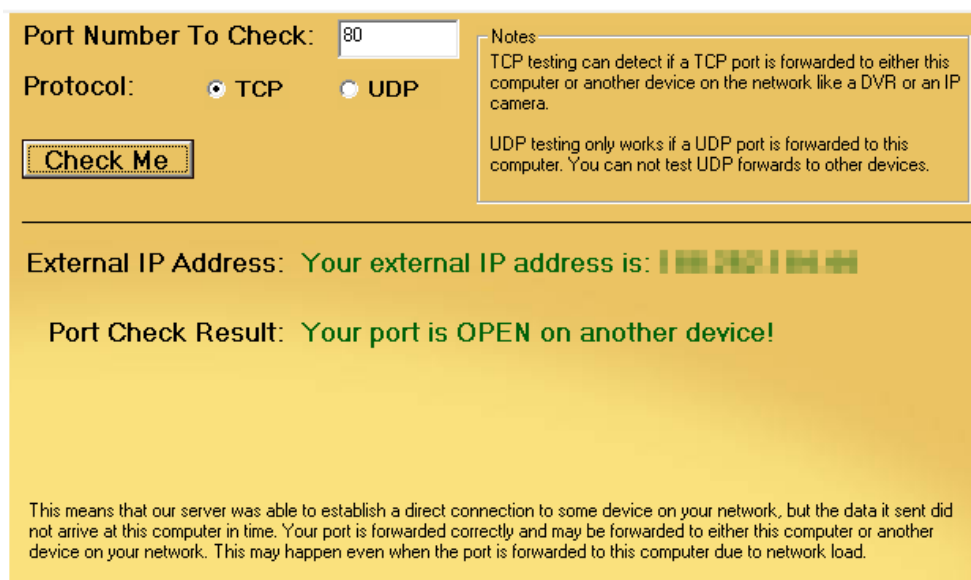 Port Number To Check: 80
Notes
TCP testing can detect if a TCP port is forwarded to either this
computer or another device on the network like a DVR or an IP
camera.
Protocol: TCP UDP
UDP testing only works if a UDP port is forwarded to this
computer. You can not test UDP forwards to other devices.
Check Me
External IP Address: Your external IP address is:
Port Check Result: Your port is OPEN on another device!
This means that our server was able to establish a direct connection to some device on your network, but the data it sent did
not arrive at this computer in time. Your port is forwarded correctly and may be forwarded to either this computer or another
device on your network. This may happen even when the port is forwarded to this computer due to network load.